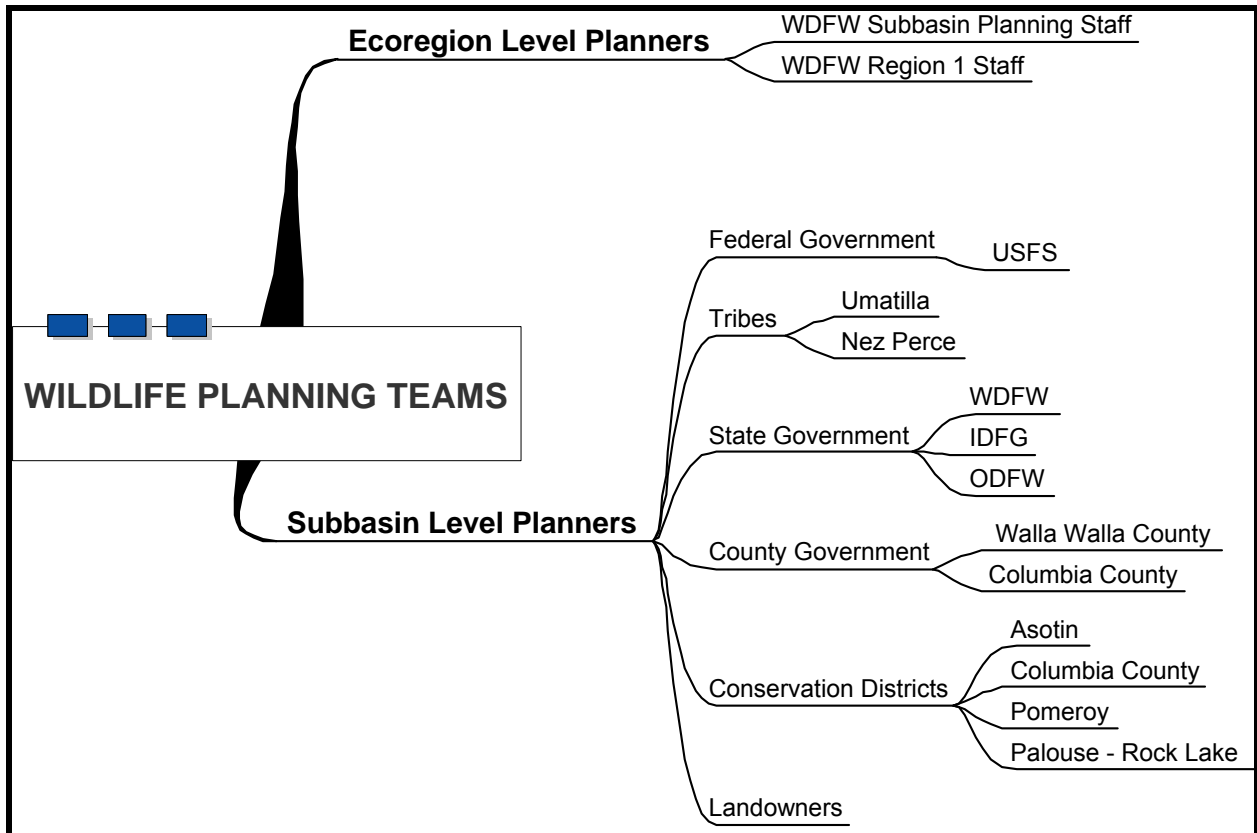 Ecoregion Level Planners
WDFW Subbasin Planning Staff
WDFW Region 1 Staff
WILDLIFE PLANNING TEAMS
Subbasin Level Planners
Federal Government
USFS
Tribes
Umatilla
Nez Perce
State Government
WDFW
IDFG
ODFW
County Government
Walla Walla County
Columbia County
Conservation Districts
Asotin
Columbia County
Pomeroy
Palouse - Rock Lake
Landowners